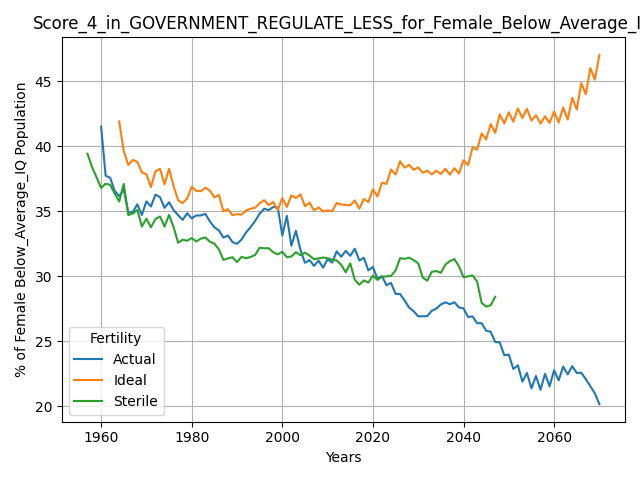 Score_4_in_GOVERNMENT_REGULATE_LESS_for_Female_Below_Average_I
% of Female Below_Average_IQ Population
45
40
35
30
25
20
Fertility
Actual
Ideal
Sterile
1960
1980
2000
2020
2040
2060
Years